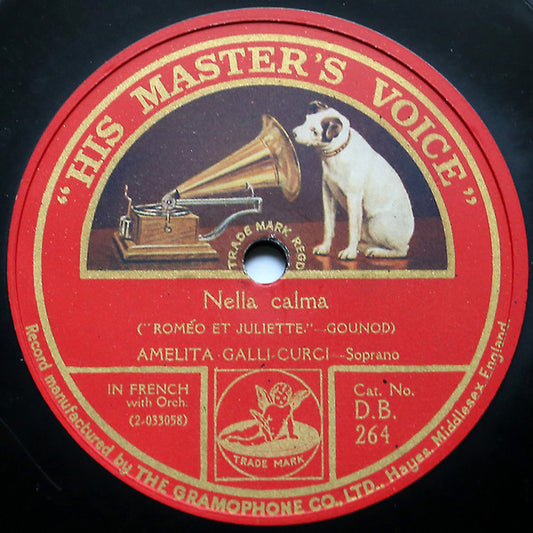 "HIS MASTER'S VOICE"
TRADE MARK REGD
Nella calma
("ROMÉO ET JULIETTE"—GOUNOD)
AMELITA GALLI-CURCI—Soprano
IN FRENCH
with Orch.
(2-033058)
TRADE MARK
Cat. No.
D.B.
264
Record manufactured by THE GRAMOPHONE CO., LTD., Hayes, Middlesex, England